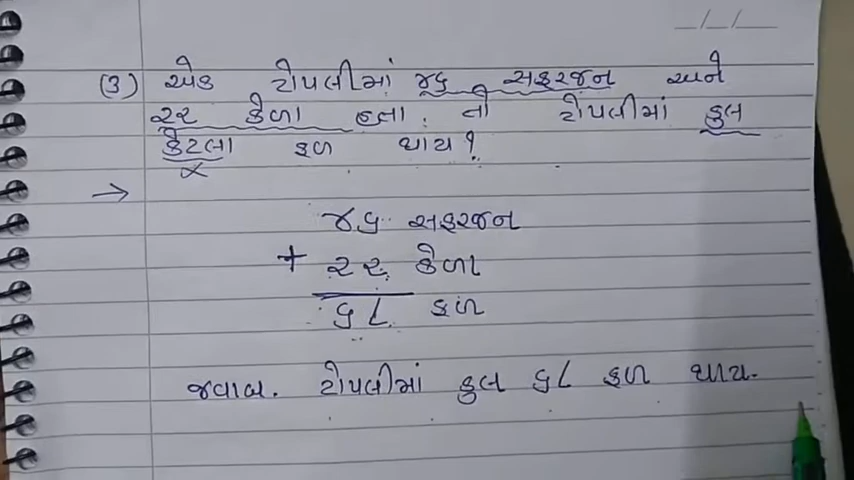 (૩) એક ટોપલીમાં ૪૬ સફરજન અને
૨૨ કેળા હતા. તો ટોપલીમાં કુલ
કેટલા ફળ થાય?
→
૪૬ સફરજન
+ ૨૨ કેળા
૬૮ ફળ
જવાબ. ટોપલીમાં કુલ ૬૮ ફળ થાય.